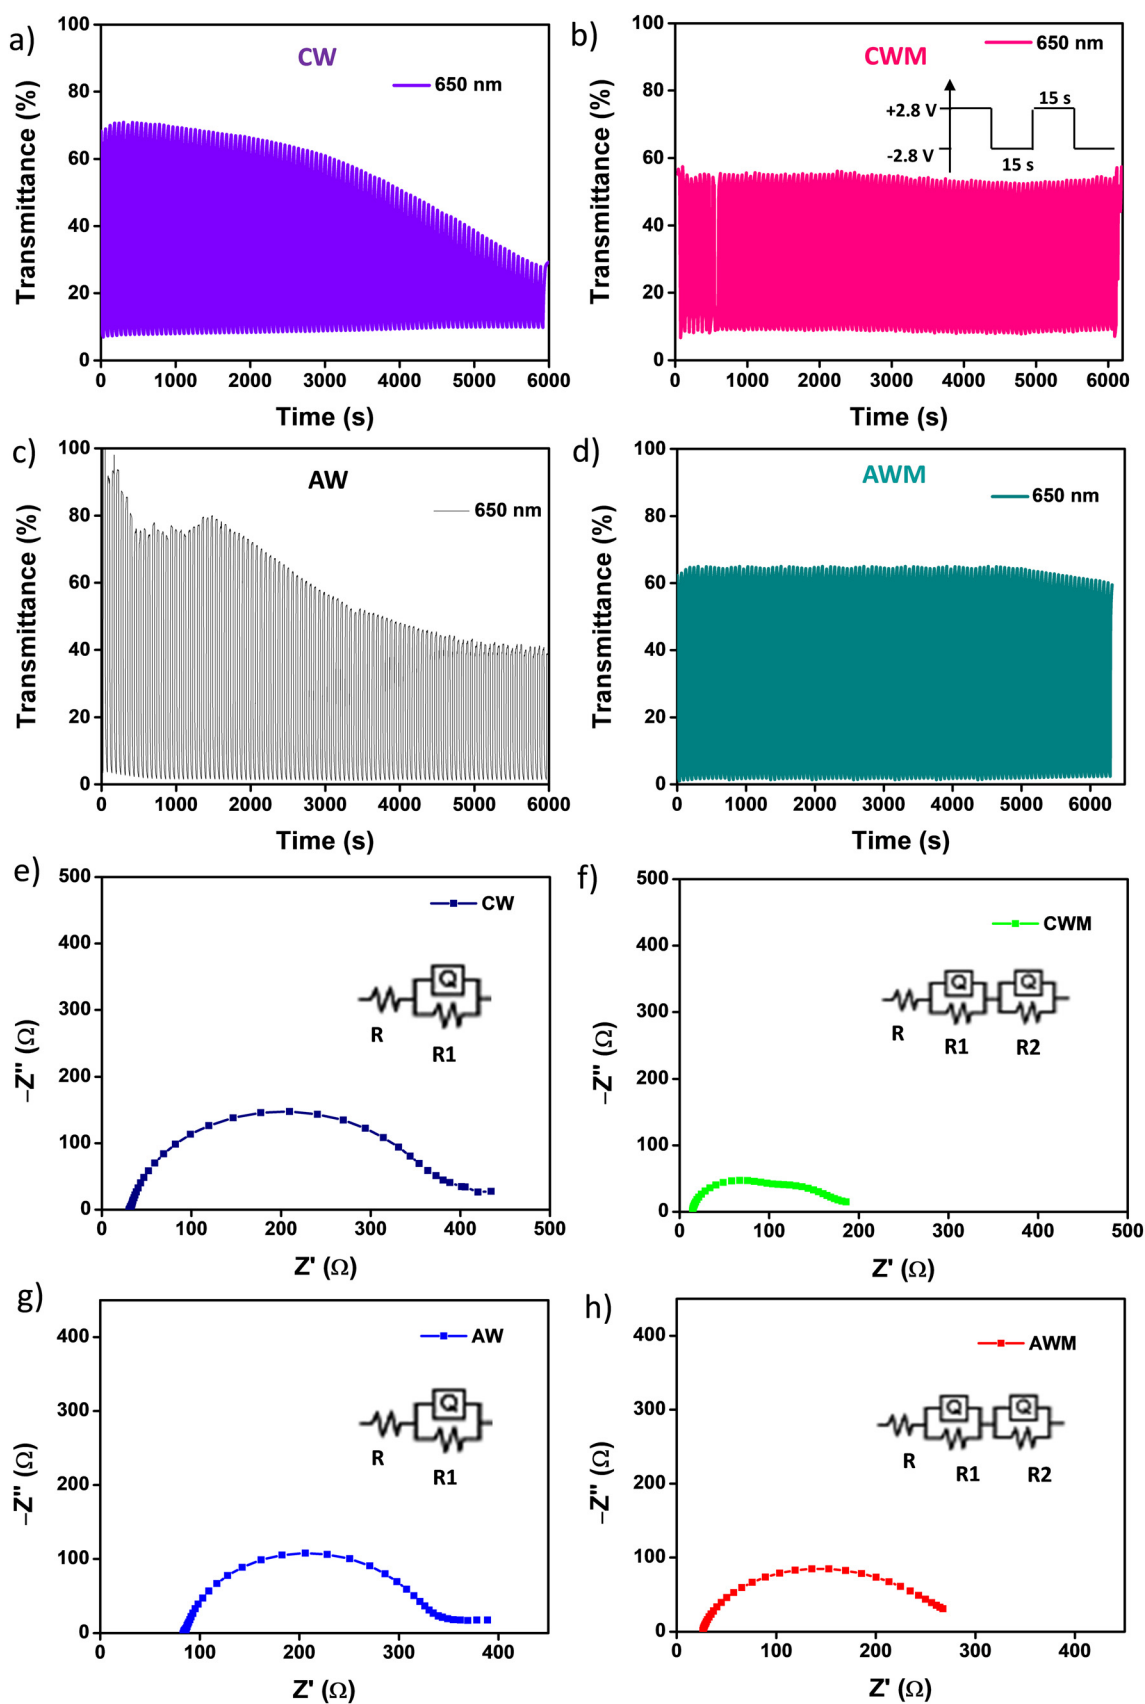 a)
CW
650 nm
Transmittance (%)
100
80
60
40
20
0
0 1000 2000 3000 4000 5000 6000
Time (s)
b)
CWM
650 nm
+2.8 V
15 s
-2.8 V
15 s
Transmittance (%)
100
80
60
40
20
0
0 1000 2000 3000 4000 5000 6000
Time (s)
c)
AW
650 nm
Transmittance (%)
100
80
60
40
20
0
0 1000 2000 3000 4000 5000 6000
Time (s)
d)
AWM
650 nm
Transmittance (%)
100
80
60
40
20
0
0 1000 2000 3000 4000 5000 6000
Time (s)
e)
CW
Q
R
R1
−Z'' (Ω)
500
400
300
200
100
0
0 100 200 300 400 500
Z' (Ω)
f)
CWM
Q Q
R
R1 R2
−Z'' (Ω)
500
400
300
200
100
0
0 100 200 300 400 500
Z' (Ω)
g)
AW
Q
R
R1
−Z'' (Ω)
400
300
200
100
0
0 100 200 300 400
Z' (Ω)
h)
AWM
Q Q
R
R1 R2
−Z'' (Ω)
400
300
200
100
0
0 100 200 300 400
Z' (Ω)